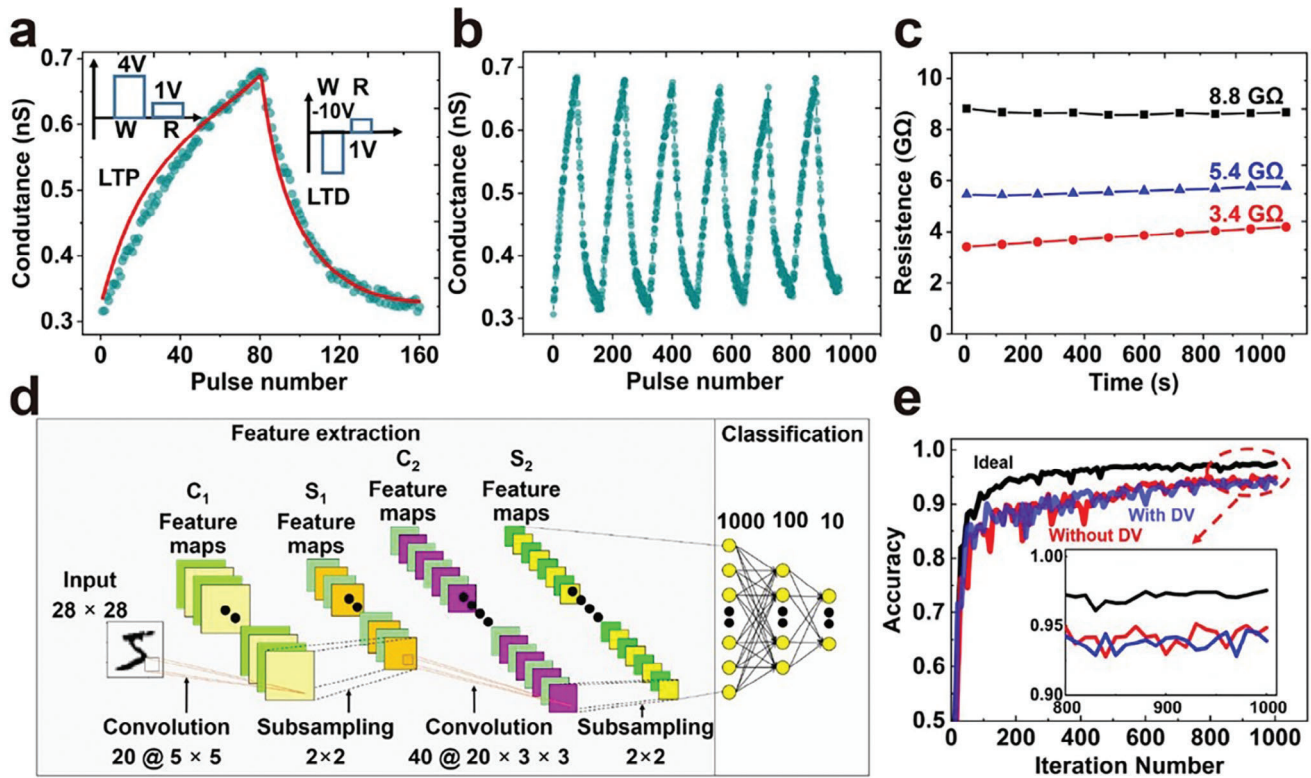 a
Condutance (nS)
0.7
0.6
0.5
0.4
0.3
4V
1V
W R
LTP
W R
-10V
1V
LTD
0 40 80 120 160
Pulse number
b
Conductance (nS)
0.7
0.6
0.5
0.4
0.3
0 200 400 600 800 1000
Pulse number
c
Resistence (GΩ)
10
8
6
4
2
0
8.8 GΩ
5.4 GΩ
3.4 GΩ
0 200 400 600 800 1000
Time (s)
d
Feature extraction
Classification
C1
Feature
maps
S1
Feature
maps
C2
Feature
maps
S2
Feature
maps
1000 100 10
Input
28 × 28
Convolution
20 @ 5 × 5
Subsampling
2×2
Convolution
40 @ 20 × 3 × 3
Subsampling
2×2
e
Accuracy
1.0
0.9
0.8
0.7
0.6
0.5
Ideal
With DV
Without DV
1.00
0.95
0.90
800 900 1000
0 200 400 600 800 1000
Iteration Number